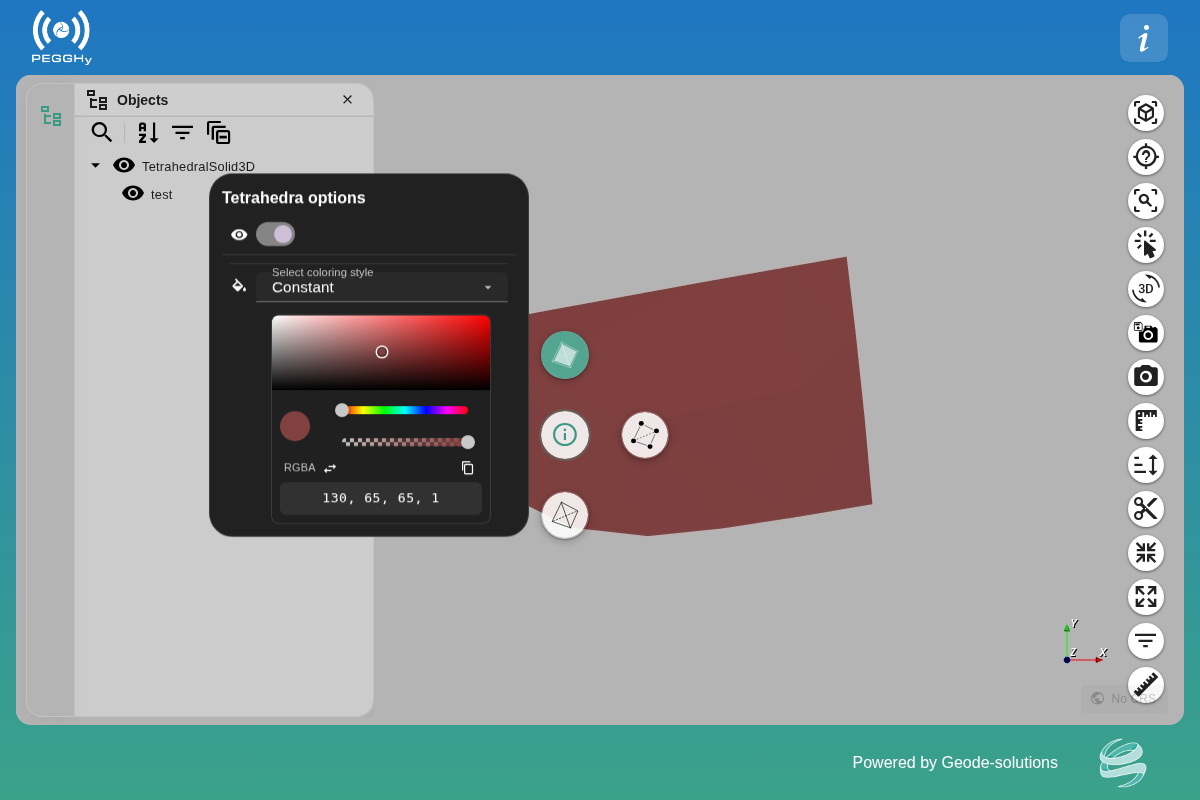 PEGGHy
i
Objects
A
Z
TetrahedralSolid3D
test
Tetrahedra options
Select coloring style
Constant
RGBA
130, 65, 65, 1
3D
Y
Z
X
No CRS
Powered by Geode-solutions